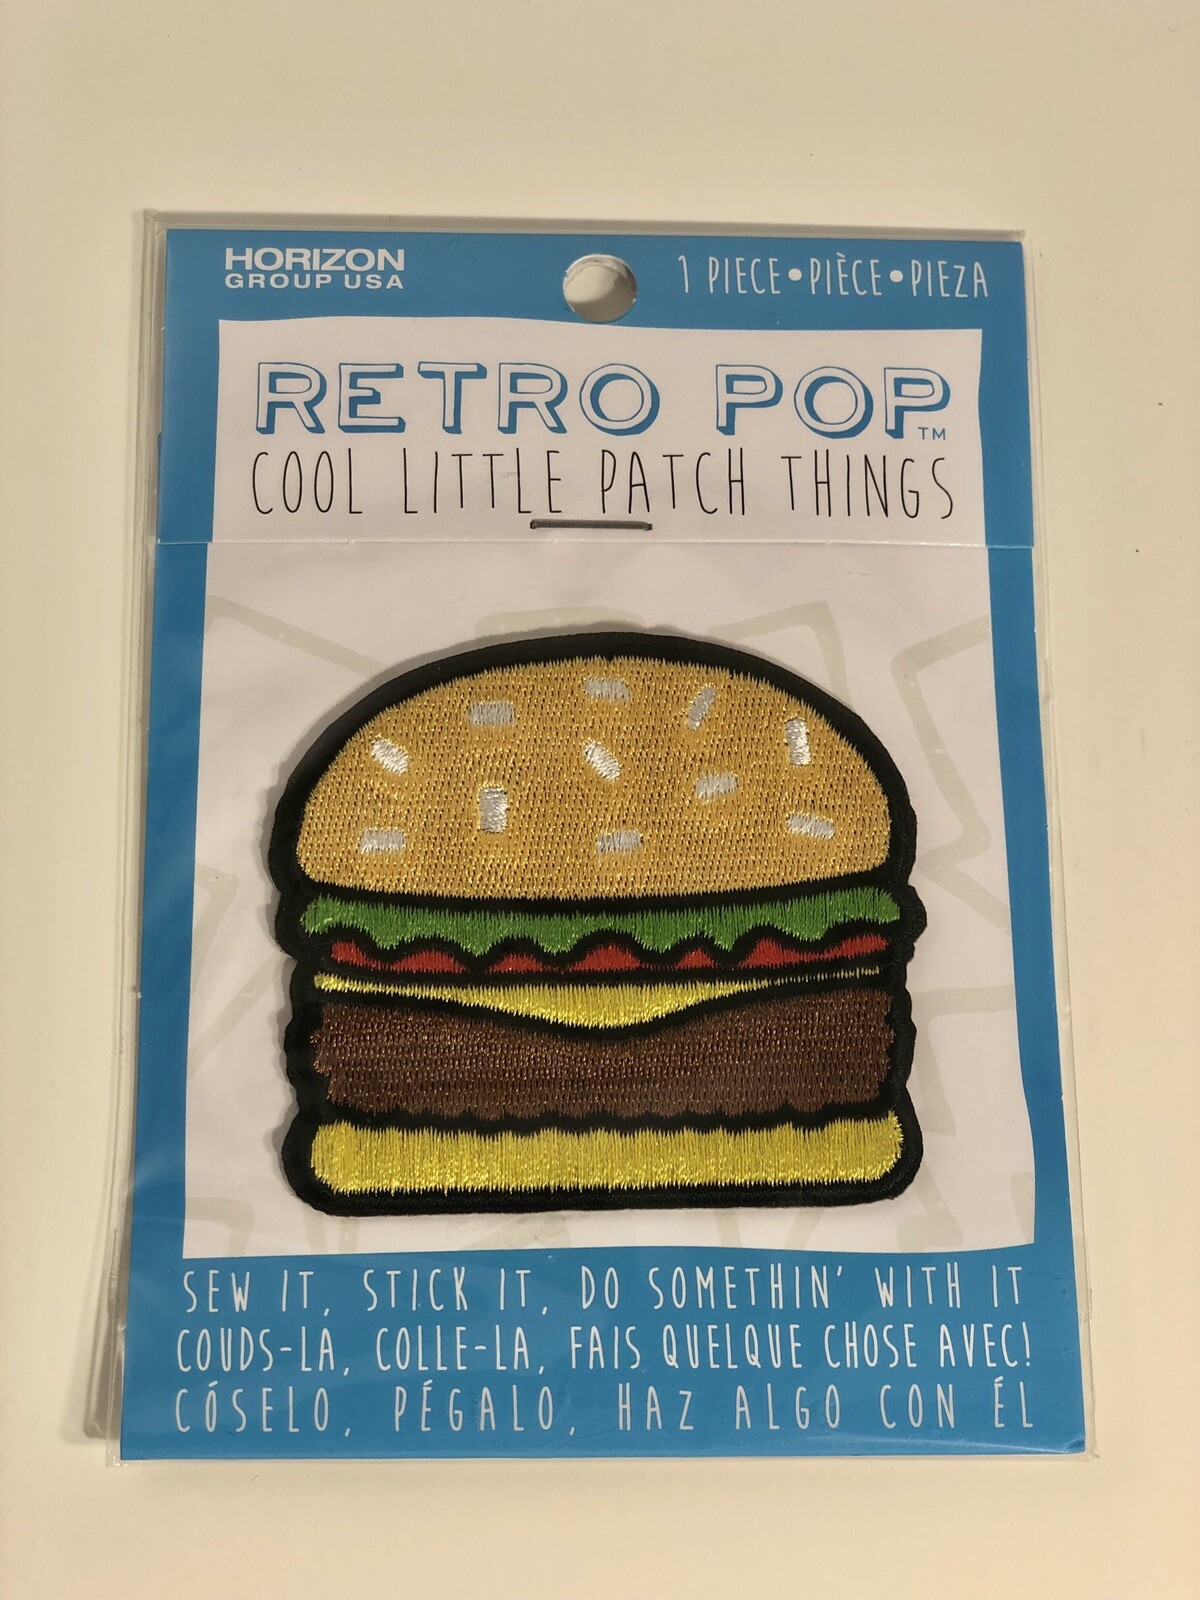 HORIZON
GROUP USA
1 PIECE•PIÈCE•PIEZA
RETRO POP™
COOL LITTLE PATCH THINGS
SEW IT, STICK IT, DO SOMETHIN' WITH IT
COUDS-LA, COLLE-LA, FAIS QUELQUE CHOSE AVEC!
CÓSELO, PÉGALO, HAZ ALGO CON ÉL